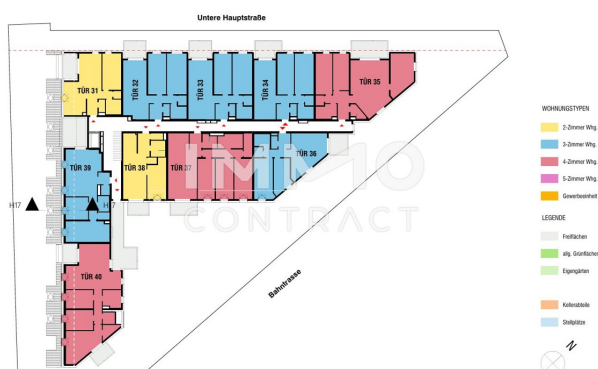 Untere Hauptstraße
TÜR 31
TÜR 32
TÜR 33
TÜR 34
TÜR 35
TÜR 36
TÜR 37
TÜR 38
TÜR 39
TÜR 40
H17
H17
Bahntrasse
IMMO
CONTRACT
WOHNUNGSTYPEN
2-Zimmer Whg.
3-Zimmer Whg.
4-Zimmer Whg.
5-Zimmer Whg.
Gewerbeeinheit
LEGENDE
Freiflächen
allg. Grünflächen
Eigengärten
Kellerabteile
Stellplätze
N